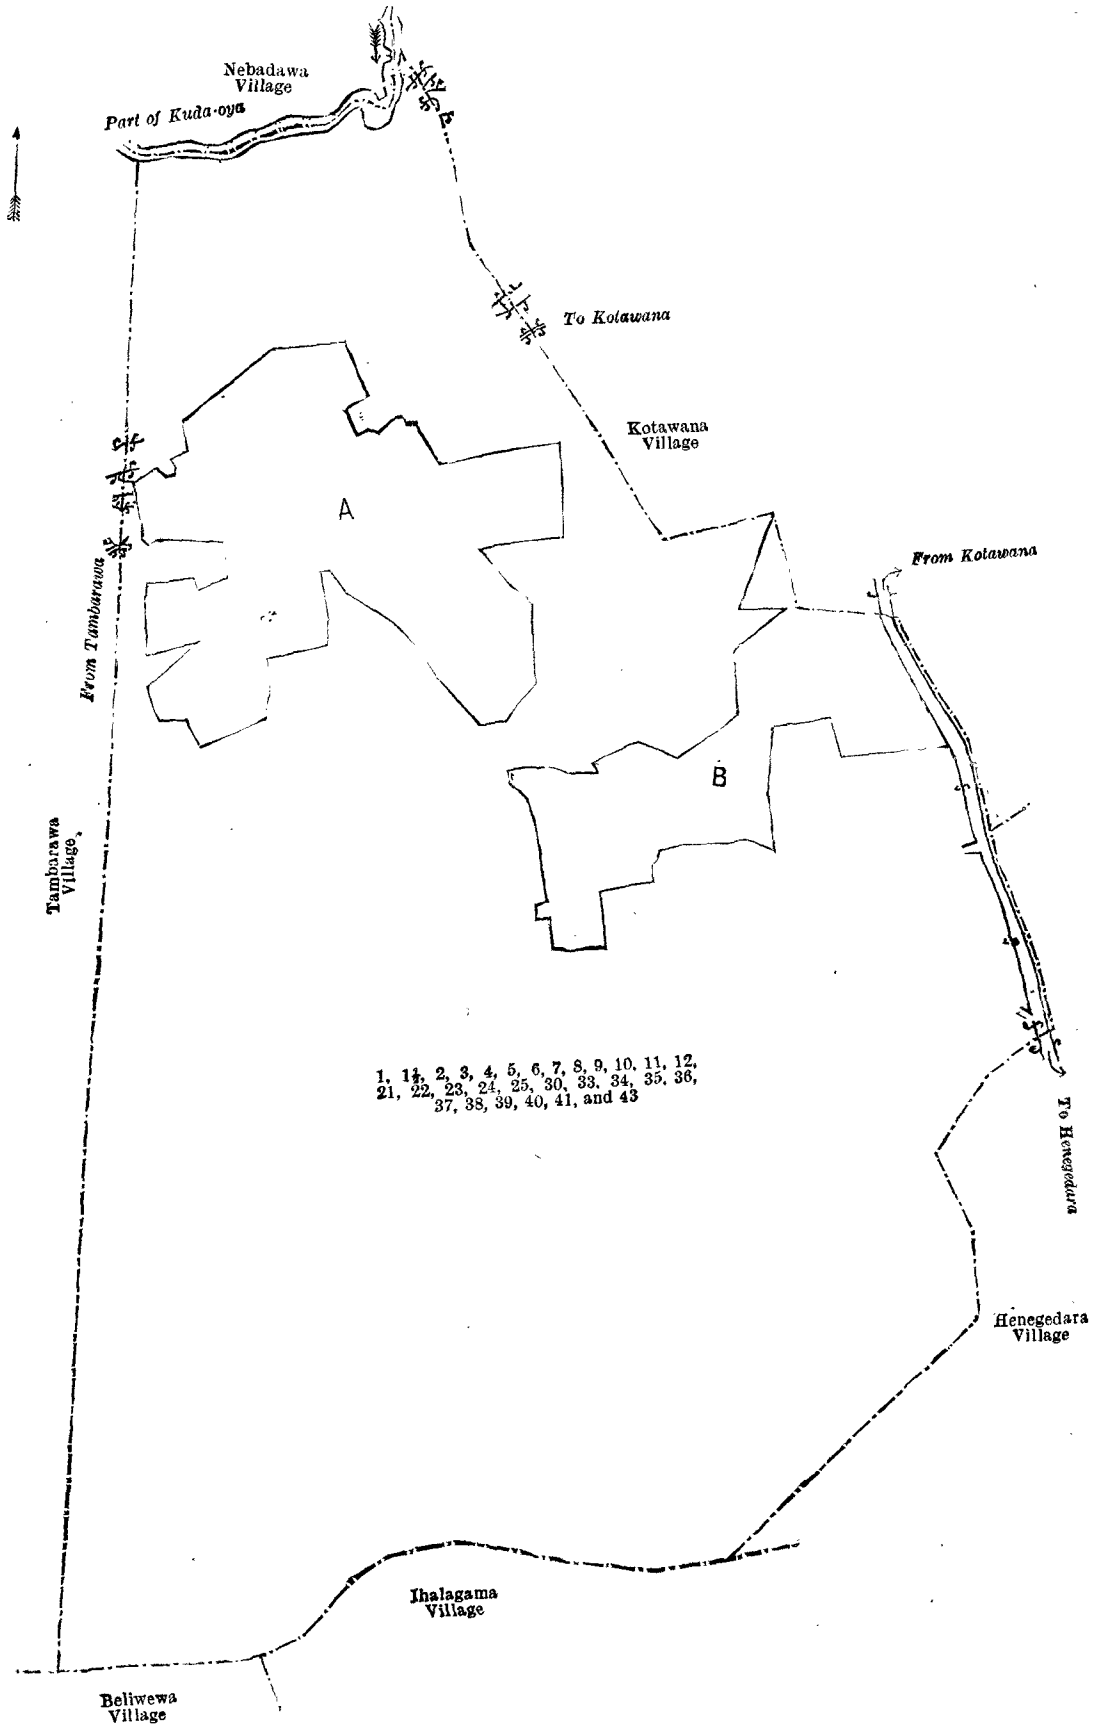 Nebadawa
Village
Part of Kuda-oya
To Kotawana
Kotawana
Village
A
From Kotawana
From Tambarawa
B
Tambarawa
Village
1, 1½, 2, 3, 4, 5, 6, 7, 8, 9, 10, 11, 12,
21, 22, 23, 24, 25, 30, 33, 34, 35, 36,
37, 38, 39, 40, 41, and 43
To Henegedara
Henegedara
Village
Ihalagama
Village
Beliwewa
Village